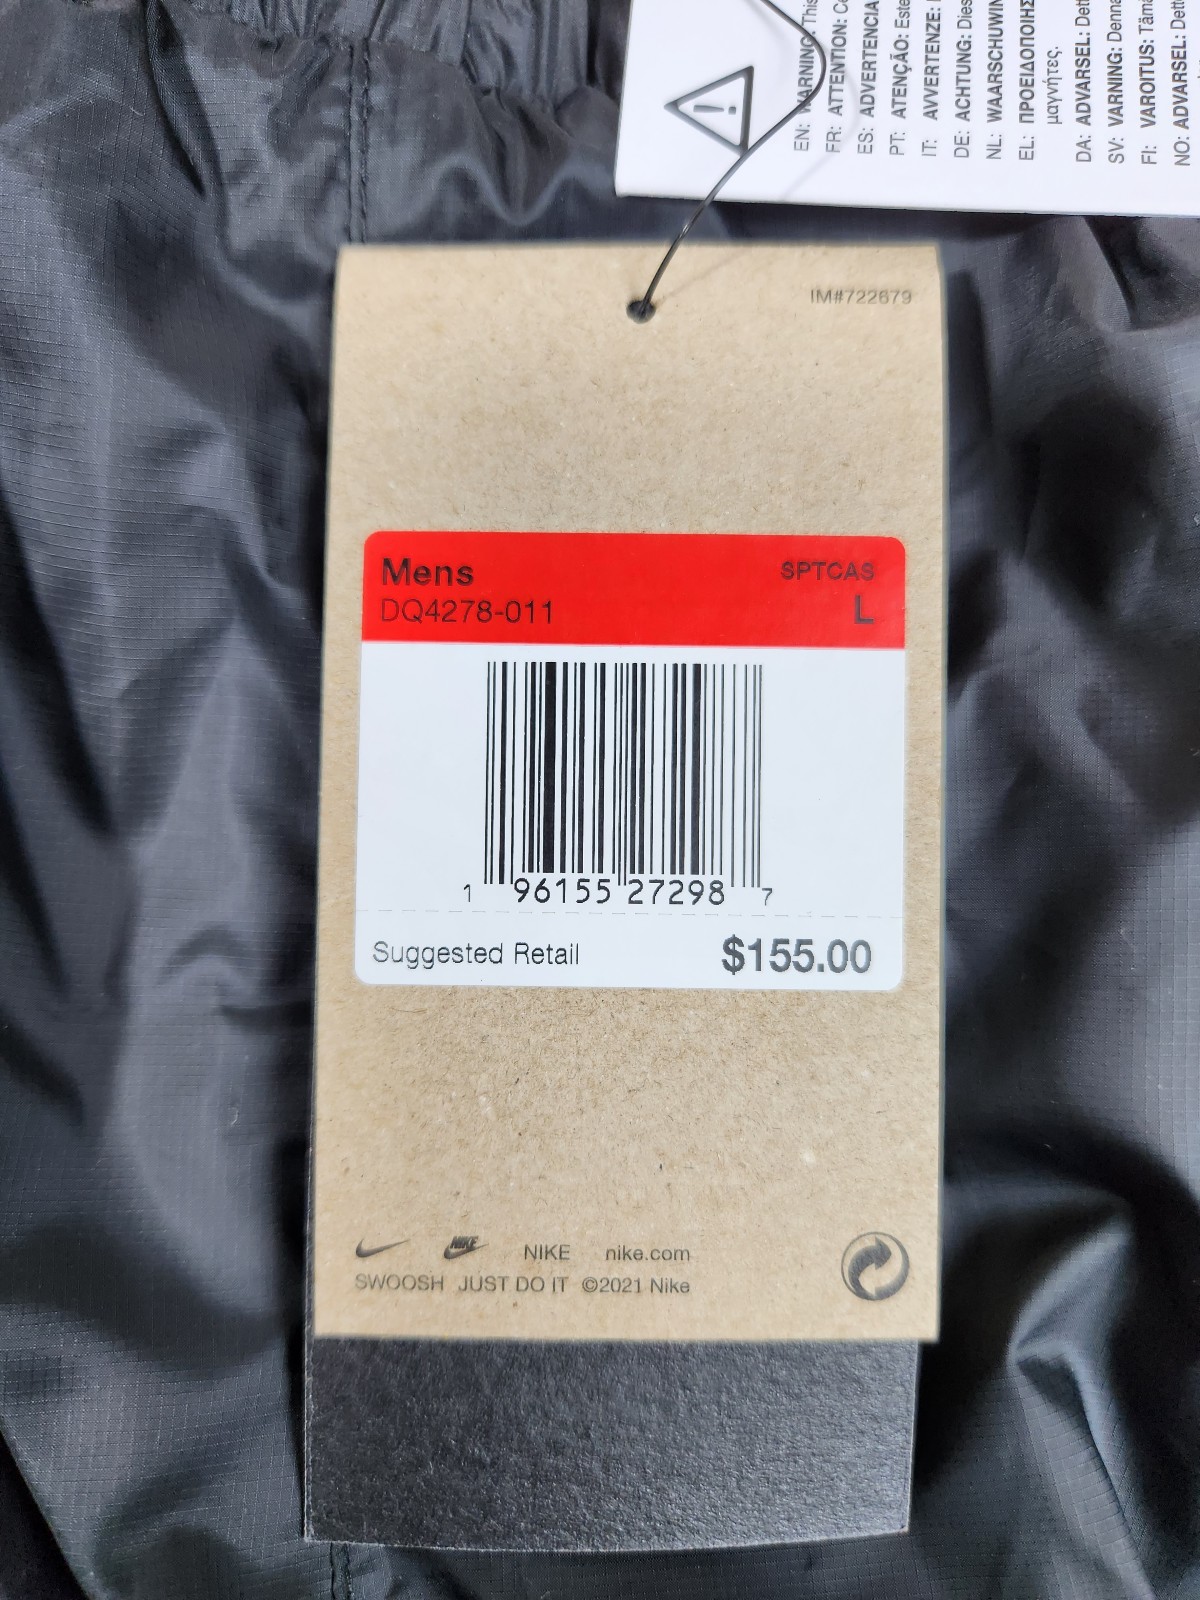 EN: WARNING: This
FR: ATTENTION:
ES: ADVERTENCIA
PT: ATENÇÃO: Este
IT: AVVERTENZE:
DE: ACHTUNG: Dies
NL: WAARSCHUWIN
EL: ΠΡΟΕΙΔΟΠΟΙΗΣ
μαγνήτες.
DA: ADVARSEL: Dett
SV: VARNING: Denna
FI: VAROITUS: Tämä
NO: ADVARSEL: Dett
IM#722679
Mens SPTCAS
DQ4278-011 L
1 96155 27298 7
Suggested Retail $155.00
NIKE NIKE nike.com
SWOOSH JUST DO IT ©2021 Nike